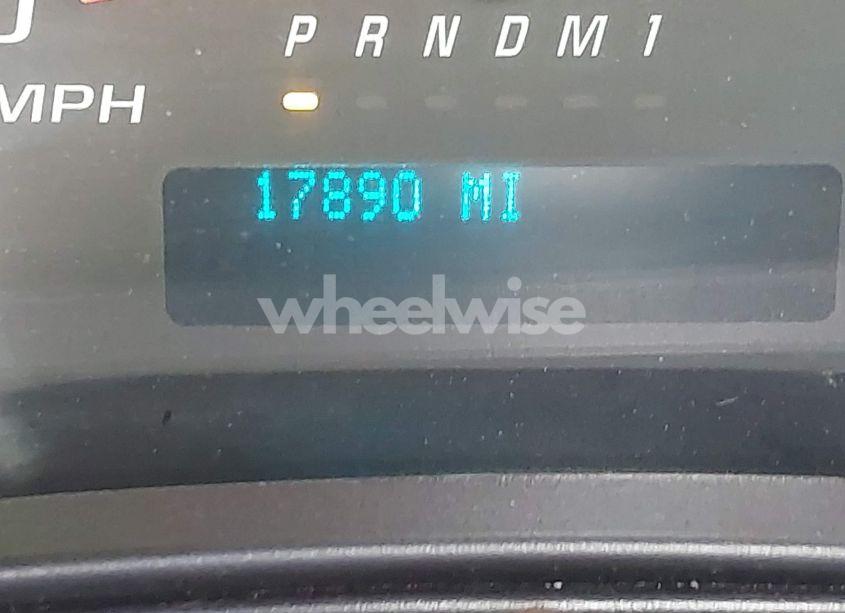 P R N D M 1
MPH
17890 MI
wheelwise